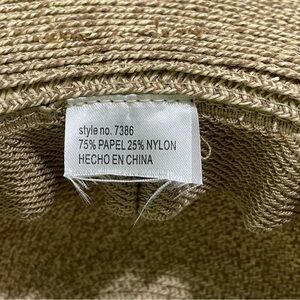 style no. 7386
75% PAPEL 25% NYLON
HECHO EN CHINA